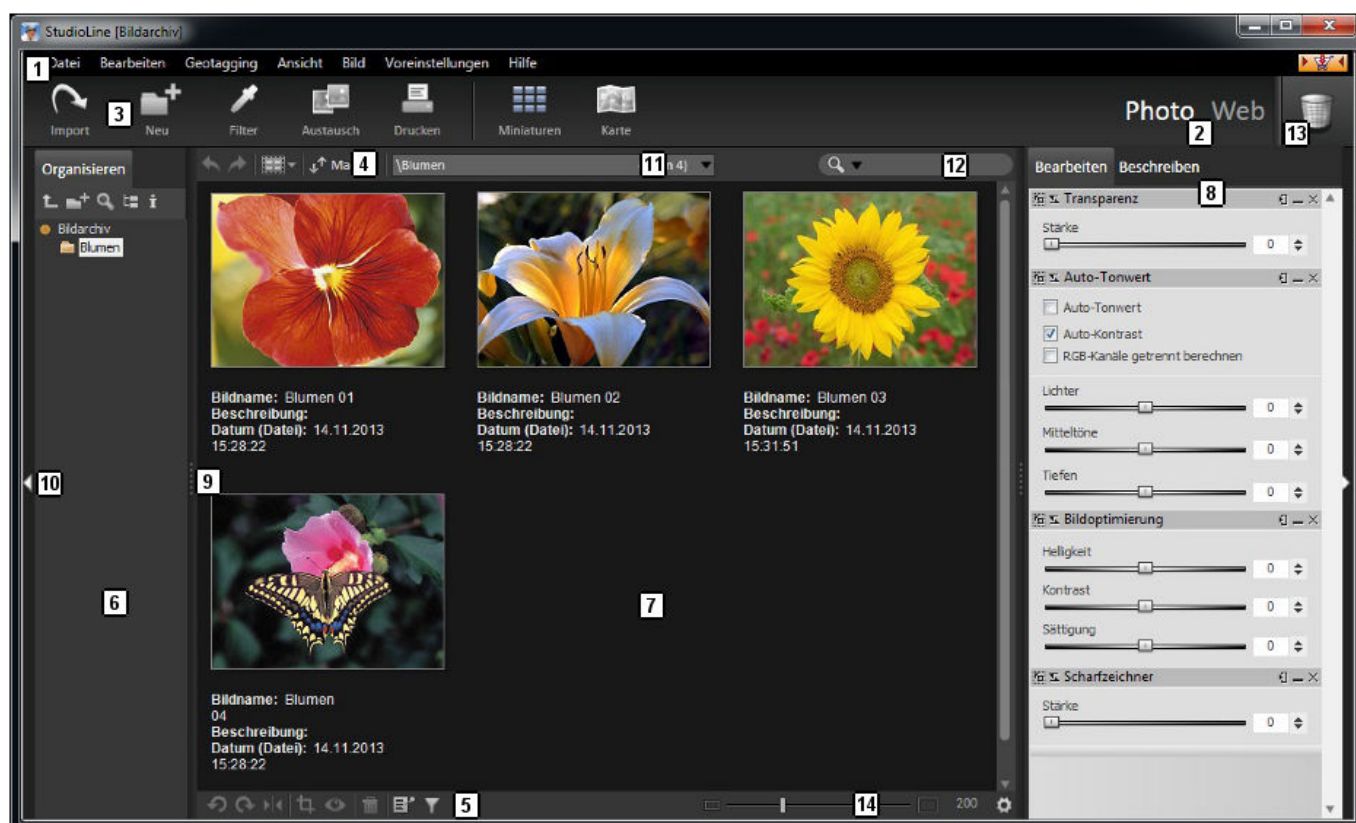 StudioLine [Bildarchiv]
1 Datei Bearbeiten Geotagging Ansicht Bild Voreinstellungen Hilfe
3
Import Neu Filter Austausch Drucken Miniaturen Karte
Photo Web
2
13
Organisieren
4 \Blumen 11 4) 12
Bildarchiv
Blumen
Bildname: Blumen 01
Beschreibung:
Datum (Datei): 14.11.2013
15:28:22
Bildname: Blumen 02
Beschreibung:
Datum (Datei): 14.11.2013
15:28:22
Bildname: Blumen 03
Beschreibung:
Datum (Datei): 14.11.2013
15:31:51
10
9
6
7
Bildname: Blumen
04
Beschreibung:
Datum (Datei): 14.11.2013
15:28:22
5
14 200
Bearbeiten Beschreiben
8
Transparenz
Stärke
0
Auto-Tonwert
Auto-Tonwert
Auto-Kontrast
RGB-Kanäle getrennt berechnen
Lichter
0
Mitteltöne
0
Tiefen
0
Bildoptimierung
Helligkeit
0
Kontrast
0
Sättigung
0
Scharfzeichner
Stärke
0